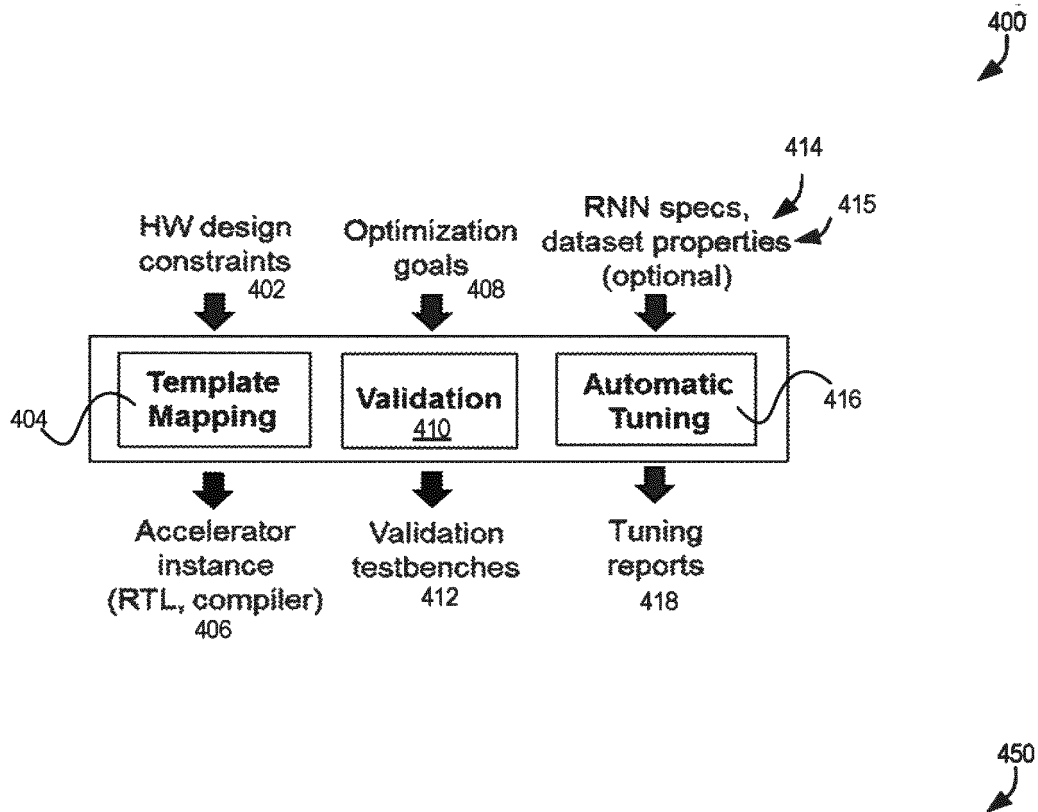 400
414
415
HW design
constraints
402
Optimization
goals
408
RNN specs,
dataset properties
(optional)
404
Template
Mapping
Validation
410
Automatic
Tuning
416
Accelerator
instance
(RTL, compiler)
406
Validation
testbenches
412
Tuning
reports
418
450